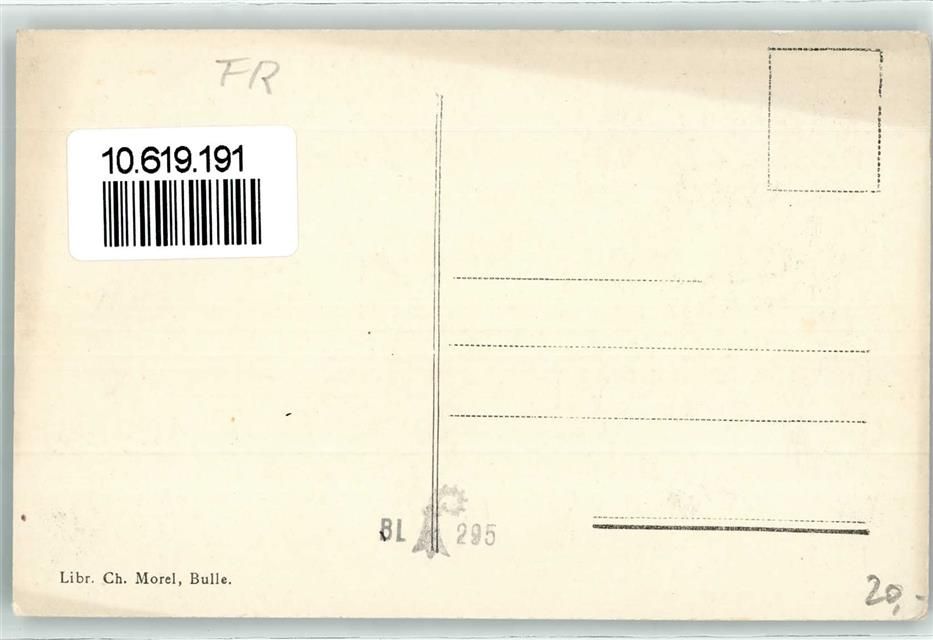 FR
10.619.191
BL 295
Libr. Ch. Morel, Bulle.
20,-